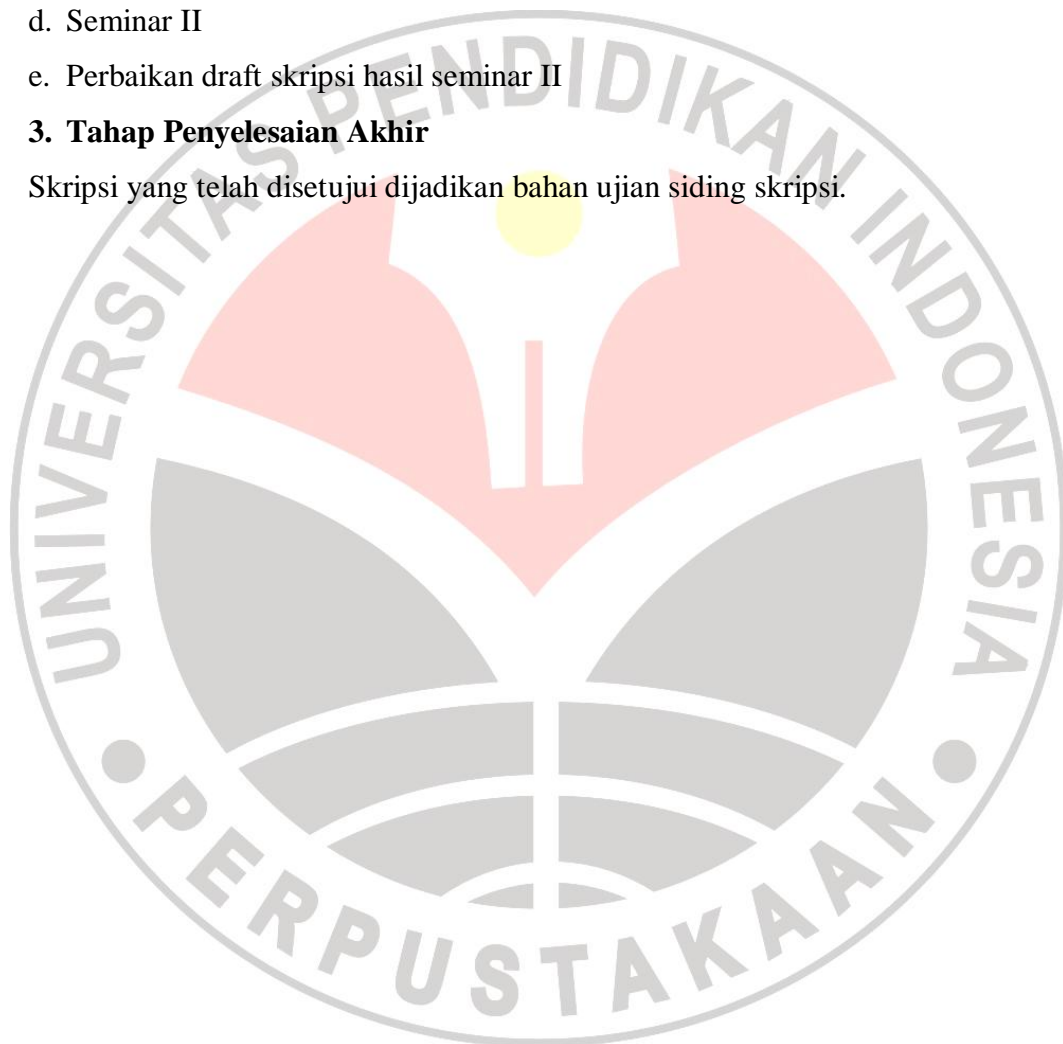 d. Seminar II
e. Perbaikan draft skripsi hasil seminar II
3. Tahap Penyelesaian Akhir
Skripsi yang telah disetujui dijadikan bahan ujian siding skripsi.
UNIVERSITAS PENDIDIKAN INDONESIA
PERPUSTAKAAN